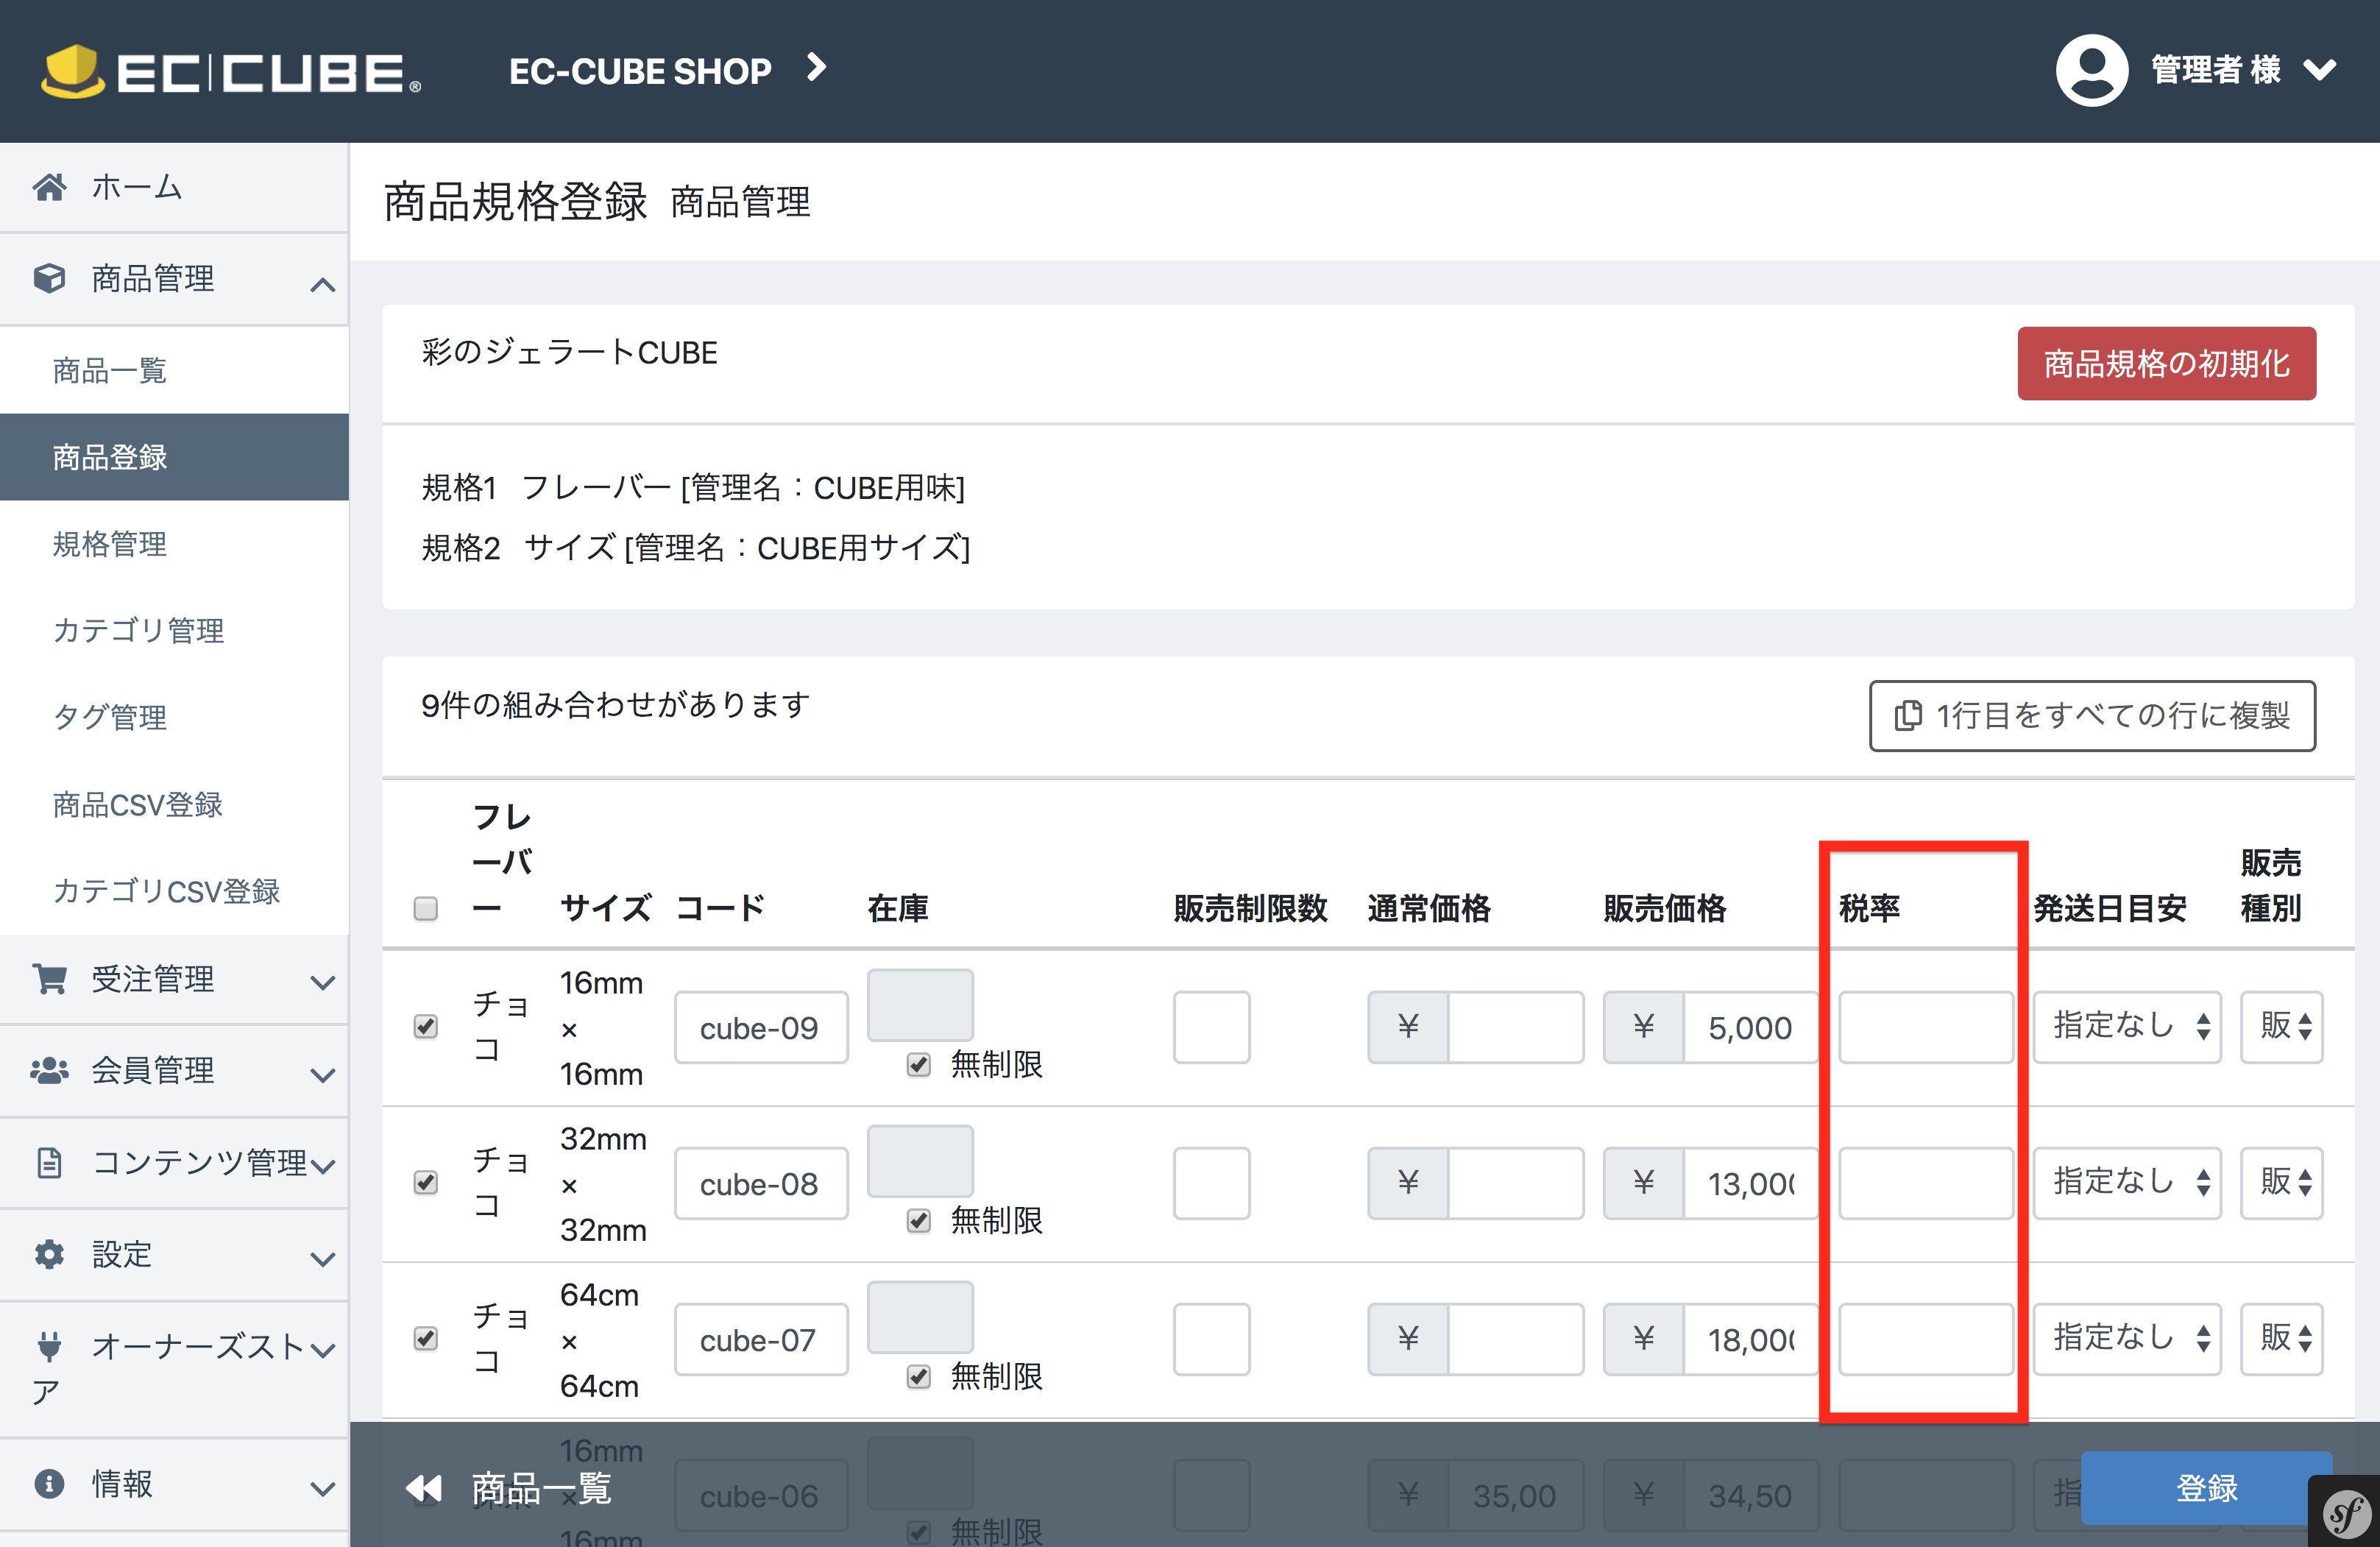 EC CUBE®
EC-CUBE SHOP
管理者 様
ホーム
商品管理
商品一覧
商品登録
規格管理
カテゴリ管理
タグ管理
商品CSV登録
カテゴリCSV登録
受注管理
会員管理
コンテンツ管理
設定
オーナーズスト
ア
情報
商品規格登録 商品管理
彩のジェラートCUBE
商品規格の初期化
規格1 フレーバー [管理名：CUBE用味]
規格2 サイズ [管理名：CUBE用サイズ]
9件の組み合わせがあります
1行目をすべての行に複製
フレ
ーバ
ー
サイズ
コード
在庫
販売制限数
通常価格
販売価格
税率
発送日目安
販売
種別
チョ
コ
16mm
×
16mm
cube-09
無制限
¥
¥ 5,000
指定なし
販
チョ
コ
32mm
×
32mm
cube-08
無制限
¥
¥ 13,000
指定なし
販
チョ
コ
64cm
×
64cm
cube-07
無制限
¥
¥ 18,000
指定なし
販
16mm
×
16mm
cube-06
無制限
¥ 35,00
¥ 34,50
指
商品一覧
登録
sf